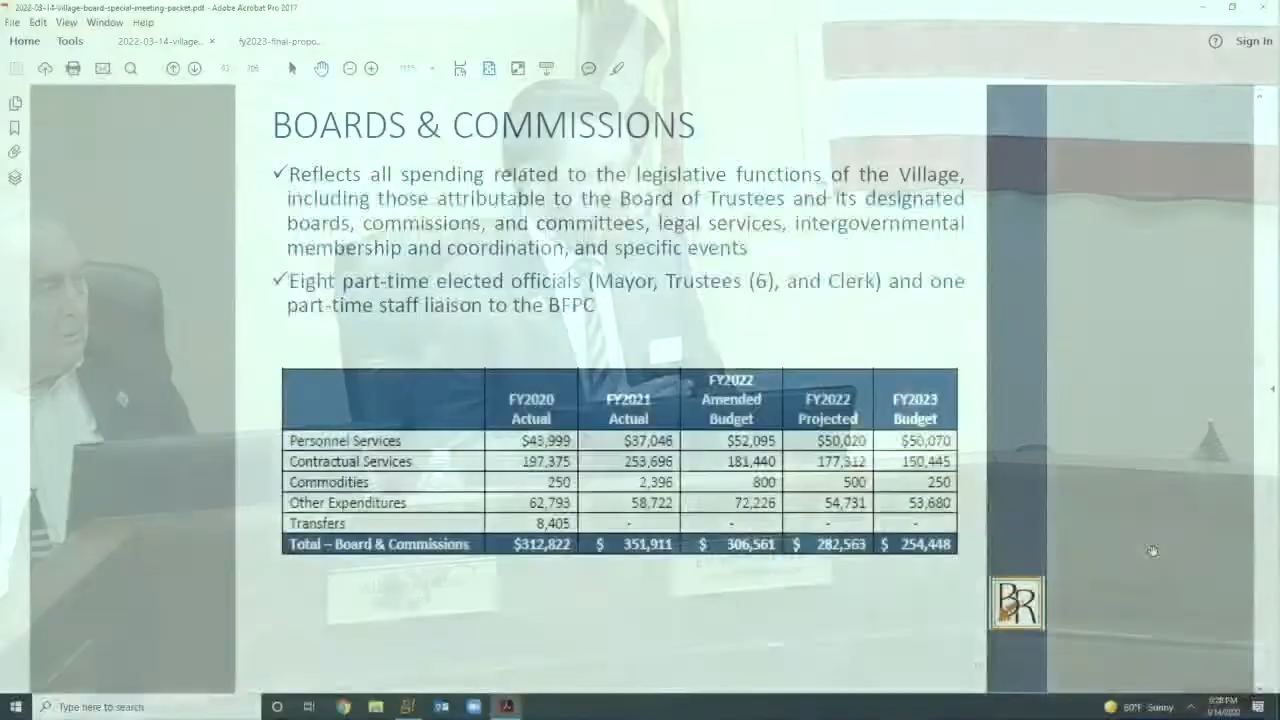 2022-03-14-village-board-special-meeting-packet.pdf - Adobe Acrobat Pro 2017
File Edit View Window Help
Home Tools 2022-03-14-village... × fy2023-final-propo... Sign In
BOARDS & COMMISSIONS
✓Reflects all spending related to the legislative functions of the Village,
including those attributable to the Board of Trustees and its designated
boards, commissions, and committees, legal services, intergovernmental
membership and coordination, and specific events
✓Eight part-time elected officials (Mayor, Trustees (6), and Clerk) and one
part-time staff liaison to the BFPC
FY2020 Actual FY2021 Actual FY2022 Amended Budget FY2022 Projected FY2023 Budget
Personnel Services $43,999 $37,046 $52,095 $50,020 $50,070
Contractual Services 197,375 253,696 181,440 177,312 150,445
Commodities 250 2,396 800 500 250
Other Expenditures 62,793 58,722 72,226 54,731 53,680
Transfers 8,405 - - - -
Total – Board & Commissions $312,822 $ 351,911 $ 306,561 $ 282,563 $ 254,448
BR
Type here to search
60°F Sunny